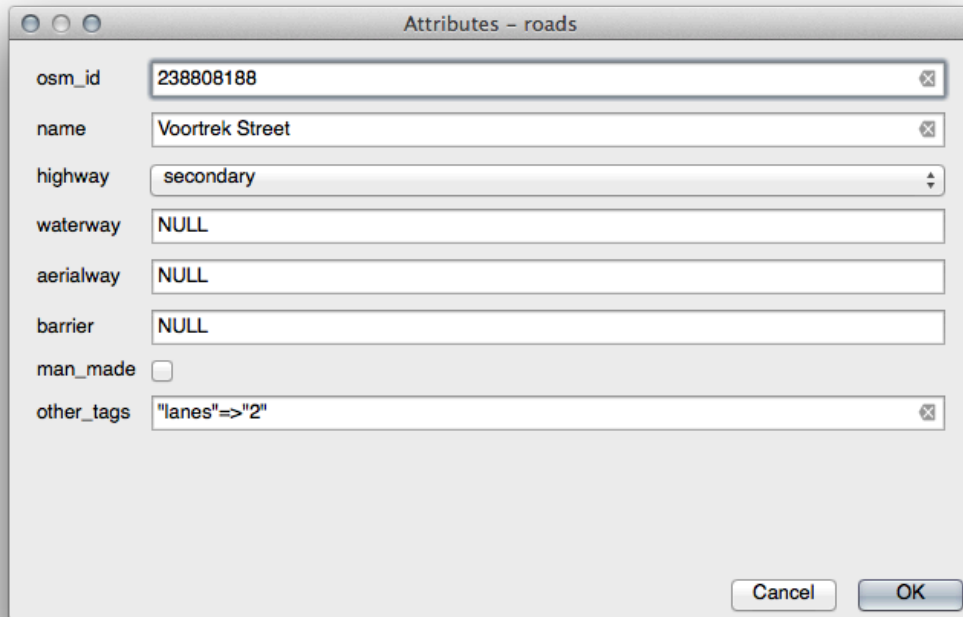 Attributes – roads
osm_id 238808188
name Voortrek Street
highway secondary
waterway NULL
aerialway NULL
barrier NULL
man_made
other_tags "lanes"=>"2"
Cancel OK